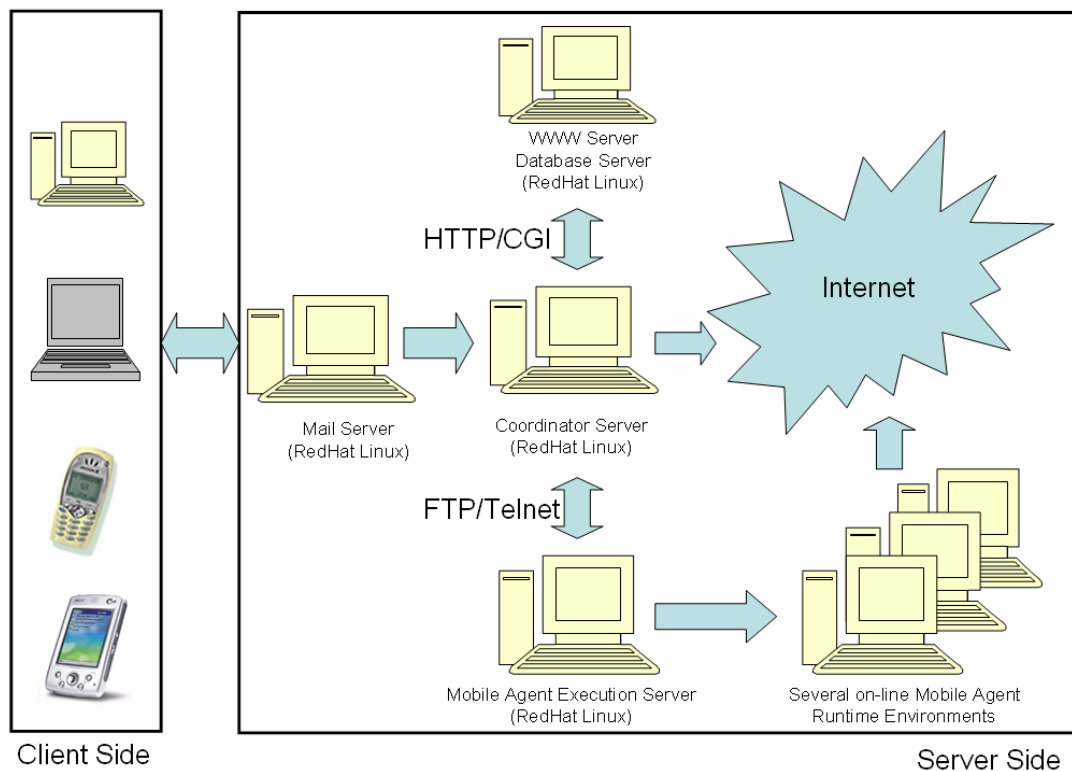 WWW Server
Database Server
(RedHat Linux)
HTTP/CGI
Internet
Mail Server
(RedHat Linux)
Coordinator Server
(RedHat Linux)
FTP/Telnet
Mobile Agent Execution Server
(RedHat Linux)
Several on-line Mobile Agent
Runtime Environments
Client Side
Server Side